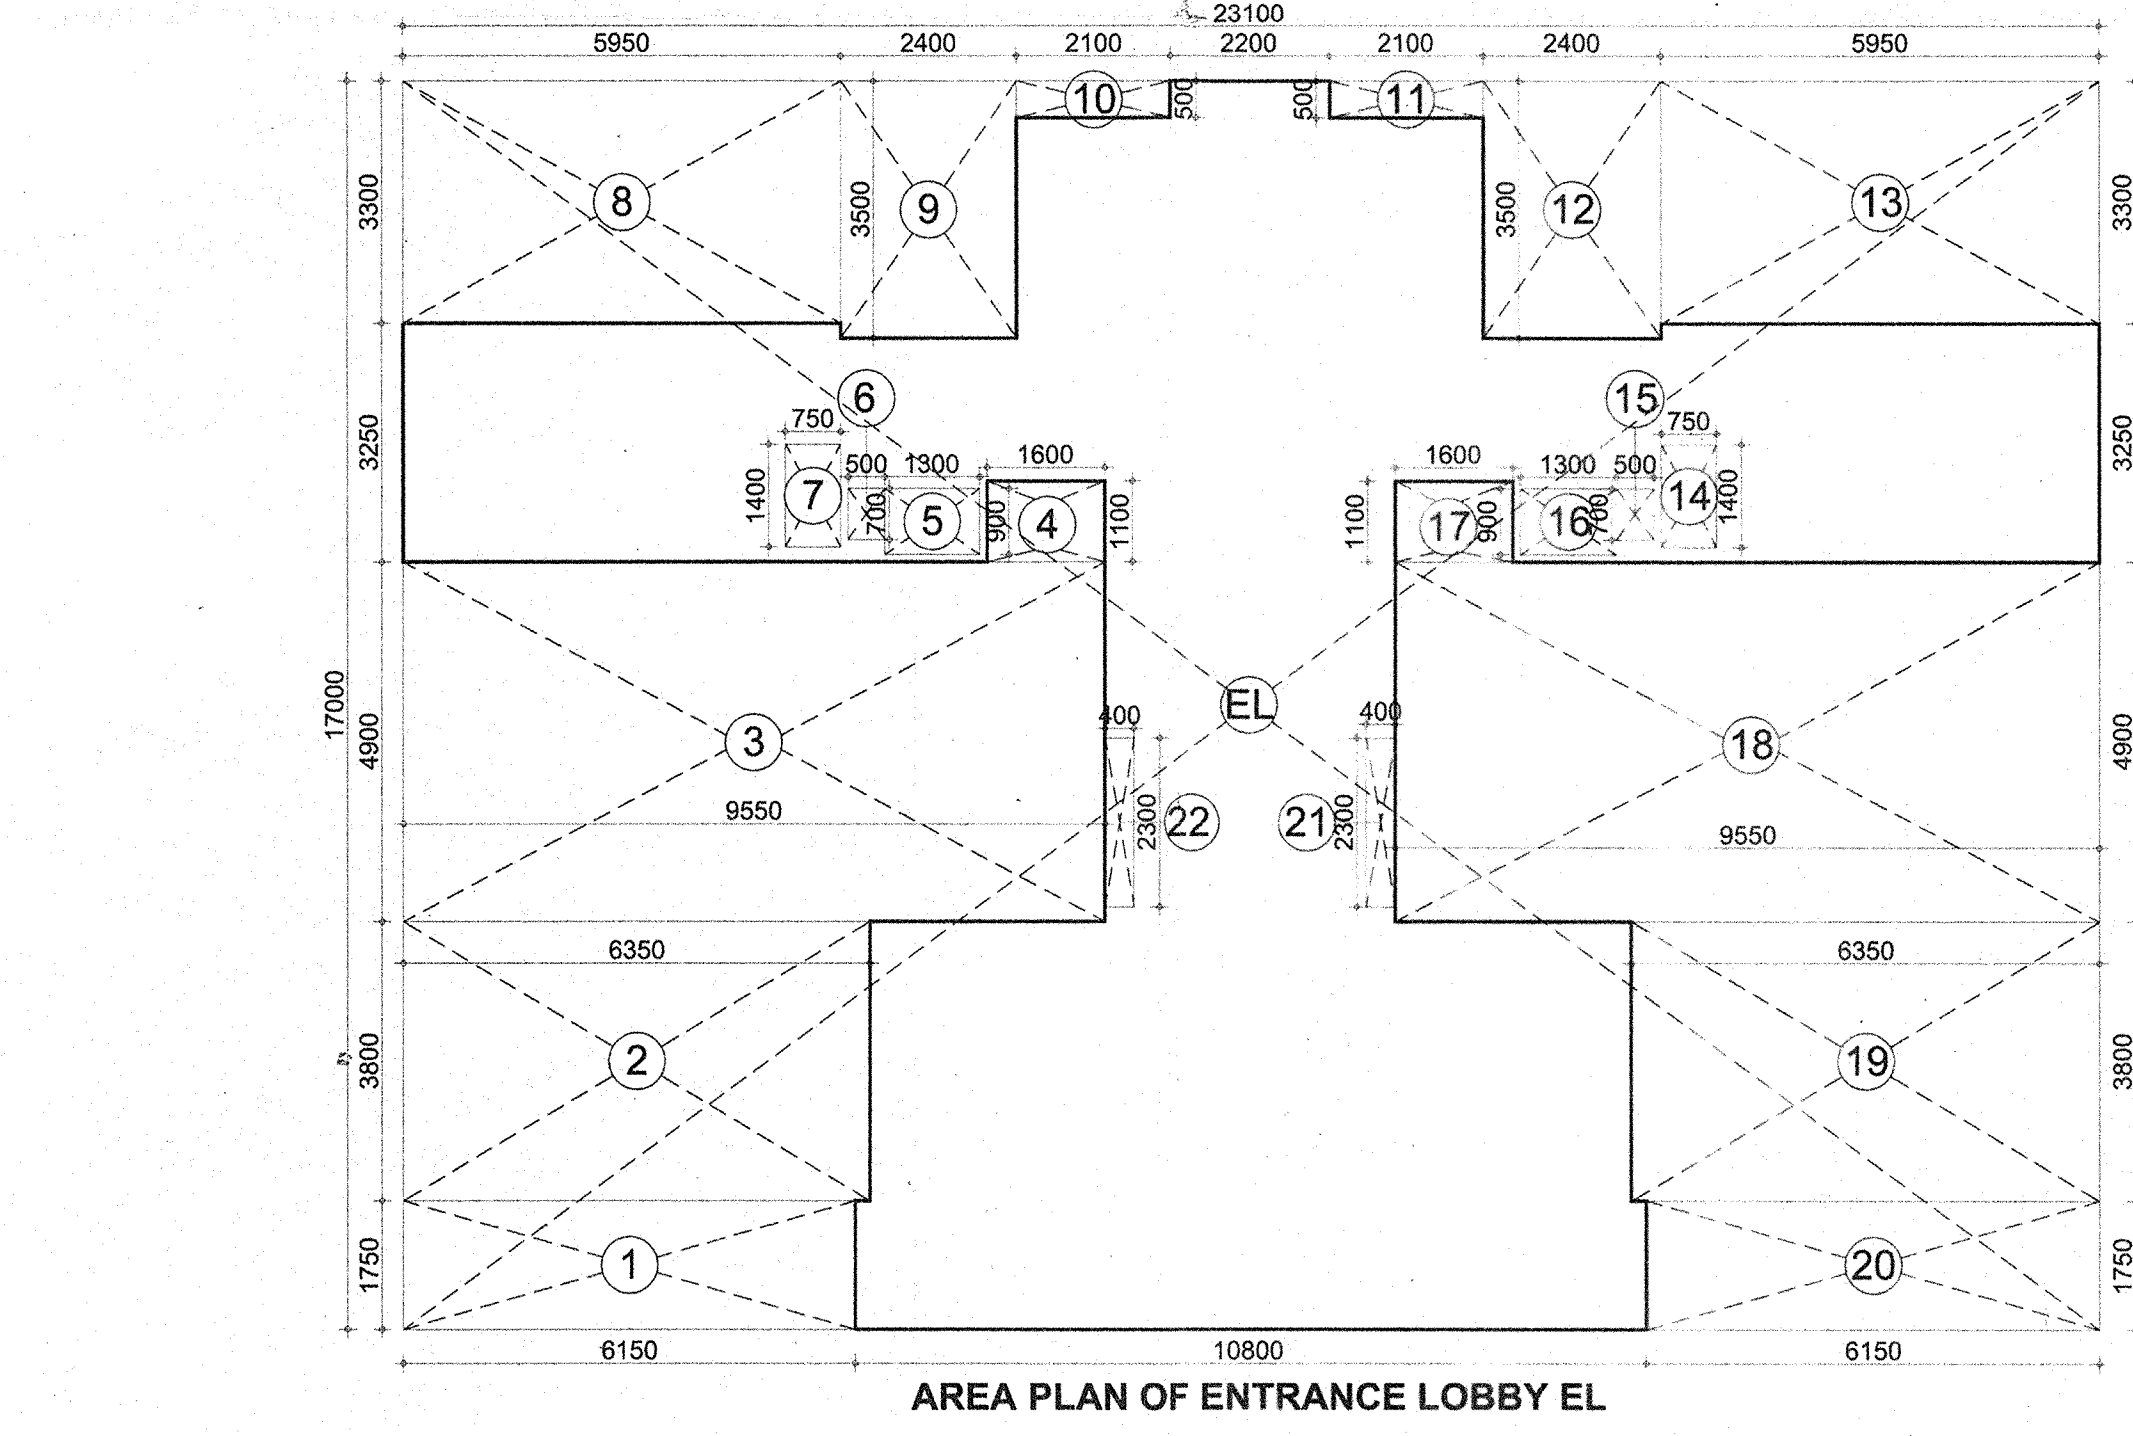 23100
5950 2400 2100 2200 2100 2400 5950
10 500 500 11
3300 8 3500 9 3500 12 13 3300
6 15
750 750
3250 3250
500 1300 1600 1600 1300 500
1400 7 700 5 900 4 1100 1100 17 900 16 700 14 1400
17000
EL
400 400
4900 3 18 4900
9550 2300 22 21 2300 9550
6350 6350
3800 2 19 3800
1750 1 20 1750
6150 10800 6150
AREA PLAN OF ENTRANCE LOBBY EL